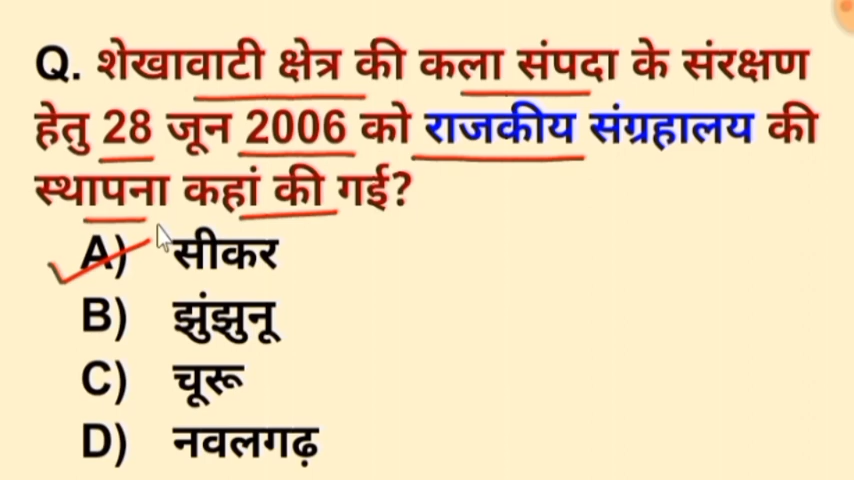 Q. शेखावाटी क्षेत्र की कला संपदा के संरक्षण
हेतु 28 जून 2006 को राजकीय संग्रहालय की
स्थापना कहां की गई?
A) सीकर
B) झुंझुनू
C) चूरू
D) नवलगढ़